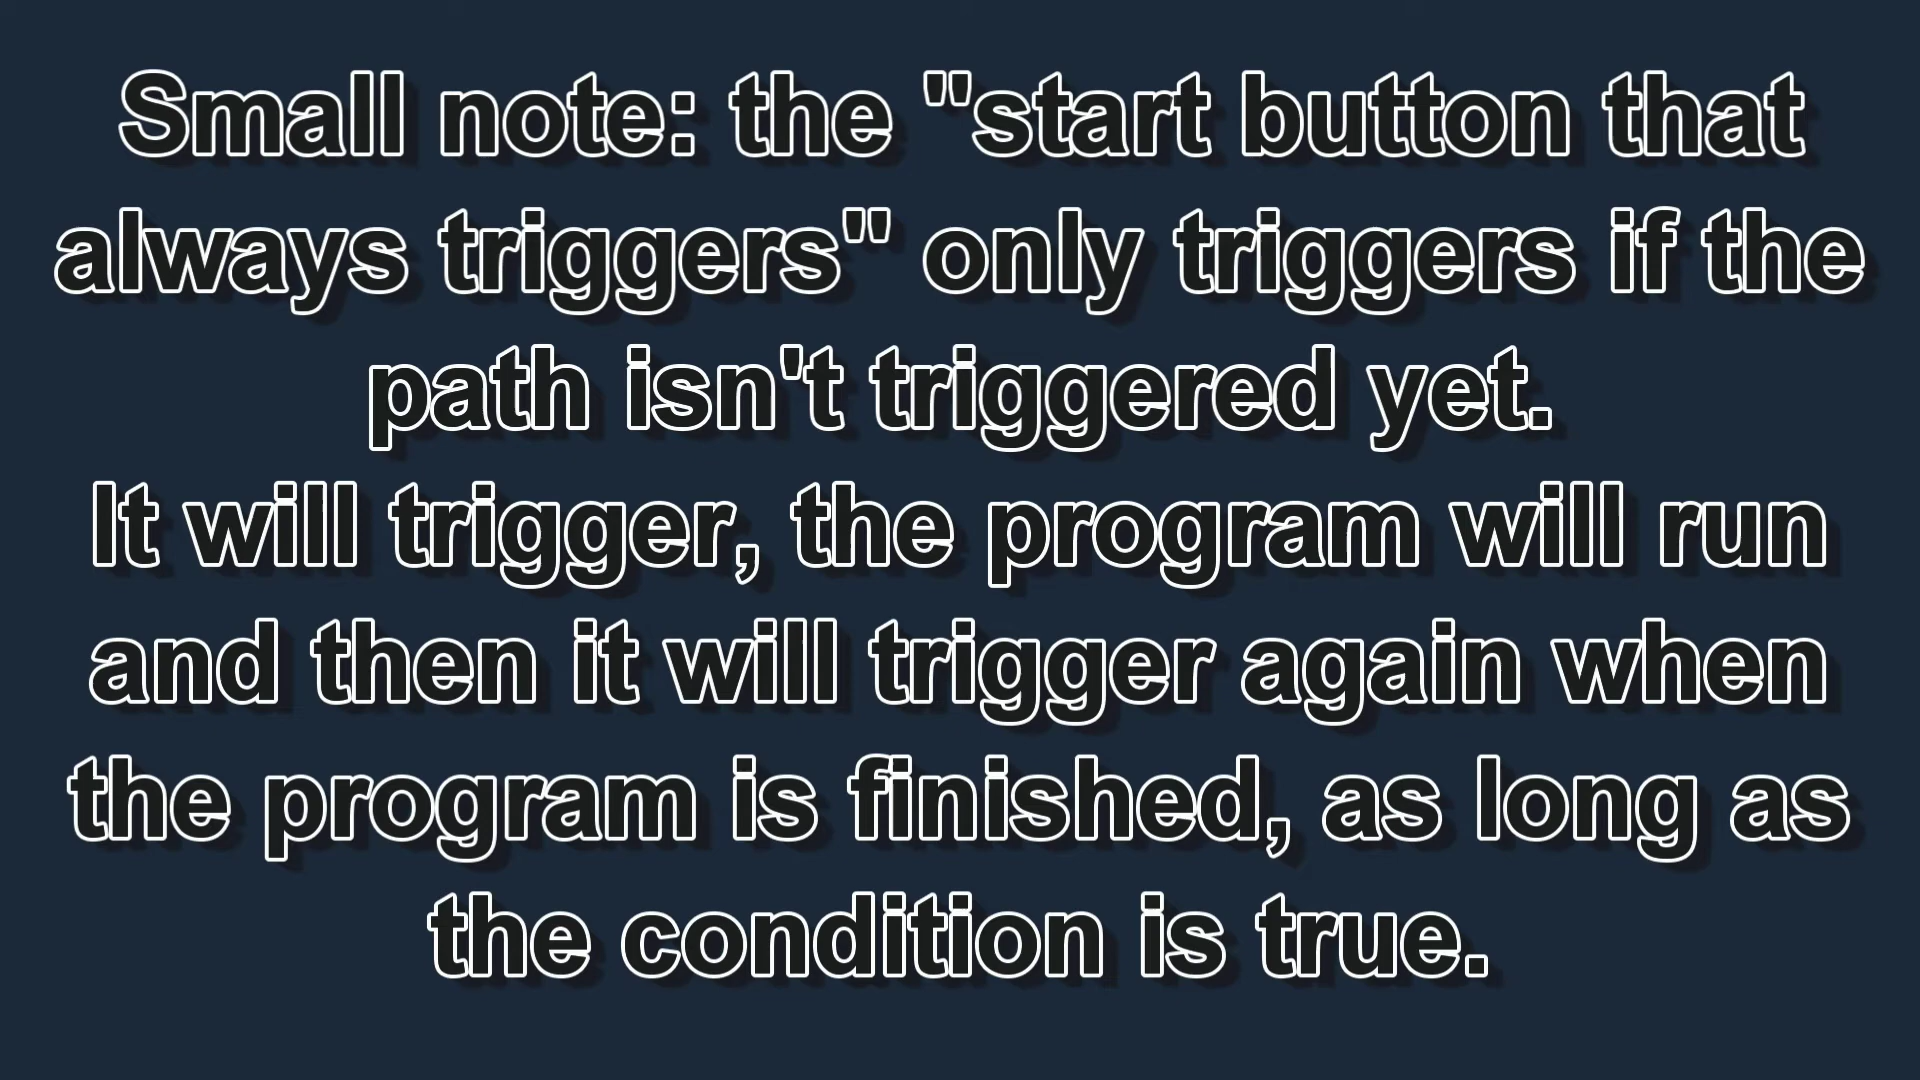 Small note: the "start button that
always triggers" only triggers if the
path isn't triggered yet.
It will trigger, the program will run
and then it will trigger again when
the program is finished, as long as
the condition is true.